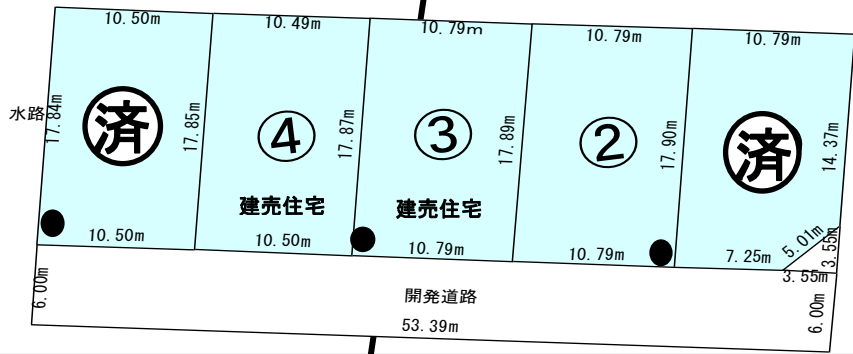 10.50m 10.49m 10.79m 10.79m 10.79m
水路 17.84m 済 17.85m ④ 17.87m ③ 17.89m ② 17.90m 済 14.37m
建売住宅 建売住宅
10.50m 10.50m 10.79m 10.79m 7.25m 5.01m 3.55m
3.55m
6.00m 開発道路 6.00m
53.39m